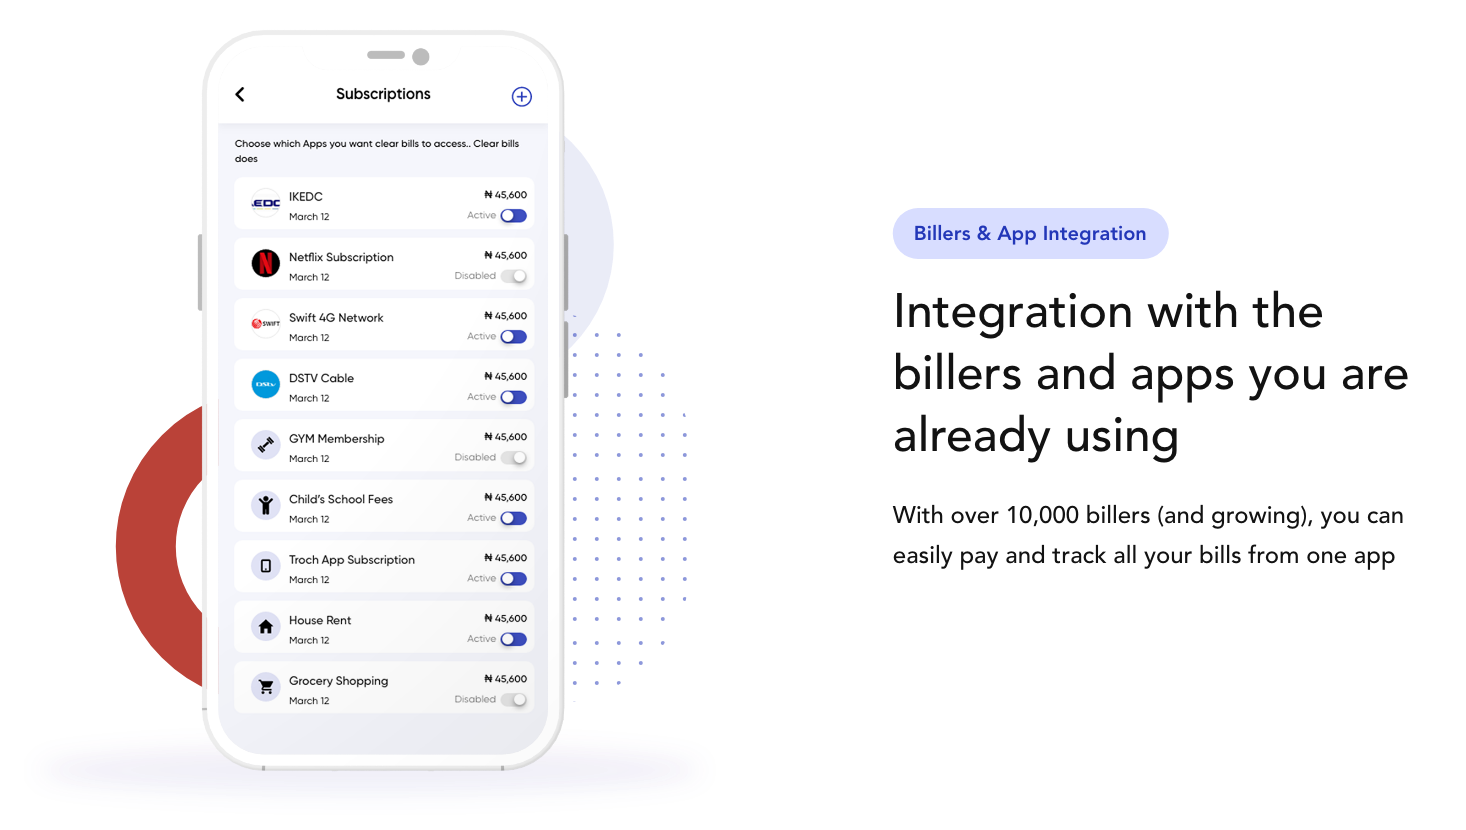 Subscriptions
Choose which Apps you want clear bills to access.. Clear bills
does
IKEDC
₦ 45,600
March 12
Active
Netflix Subscription
₦ 45,600
March 12
Disabled
SWIFT
Swift 4G Network
₦ 45,600
March 12
Active
DStv
DSTV Cable
₦ 45,600
March 12
Active
GYM Membership
₦ 45,600
March 12
Disabled
Child's School Fees
₦ 45,600
March 12
Active
Troch App Subscription
₦ 45,600
March 12
Active
House Rent
₦ 45,600
March 12
Active
Grocery Shopping
₦ 45,600
March 12
Disabled
Billers & App Integration
Integration with the
billers and apps you are
already using
With over 10,000 billers (and growing), you can
easily pay and track all your bills from one app